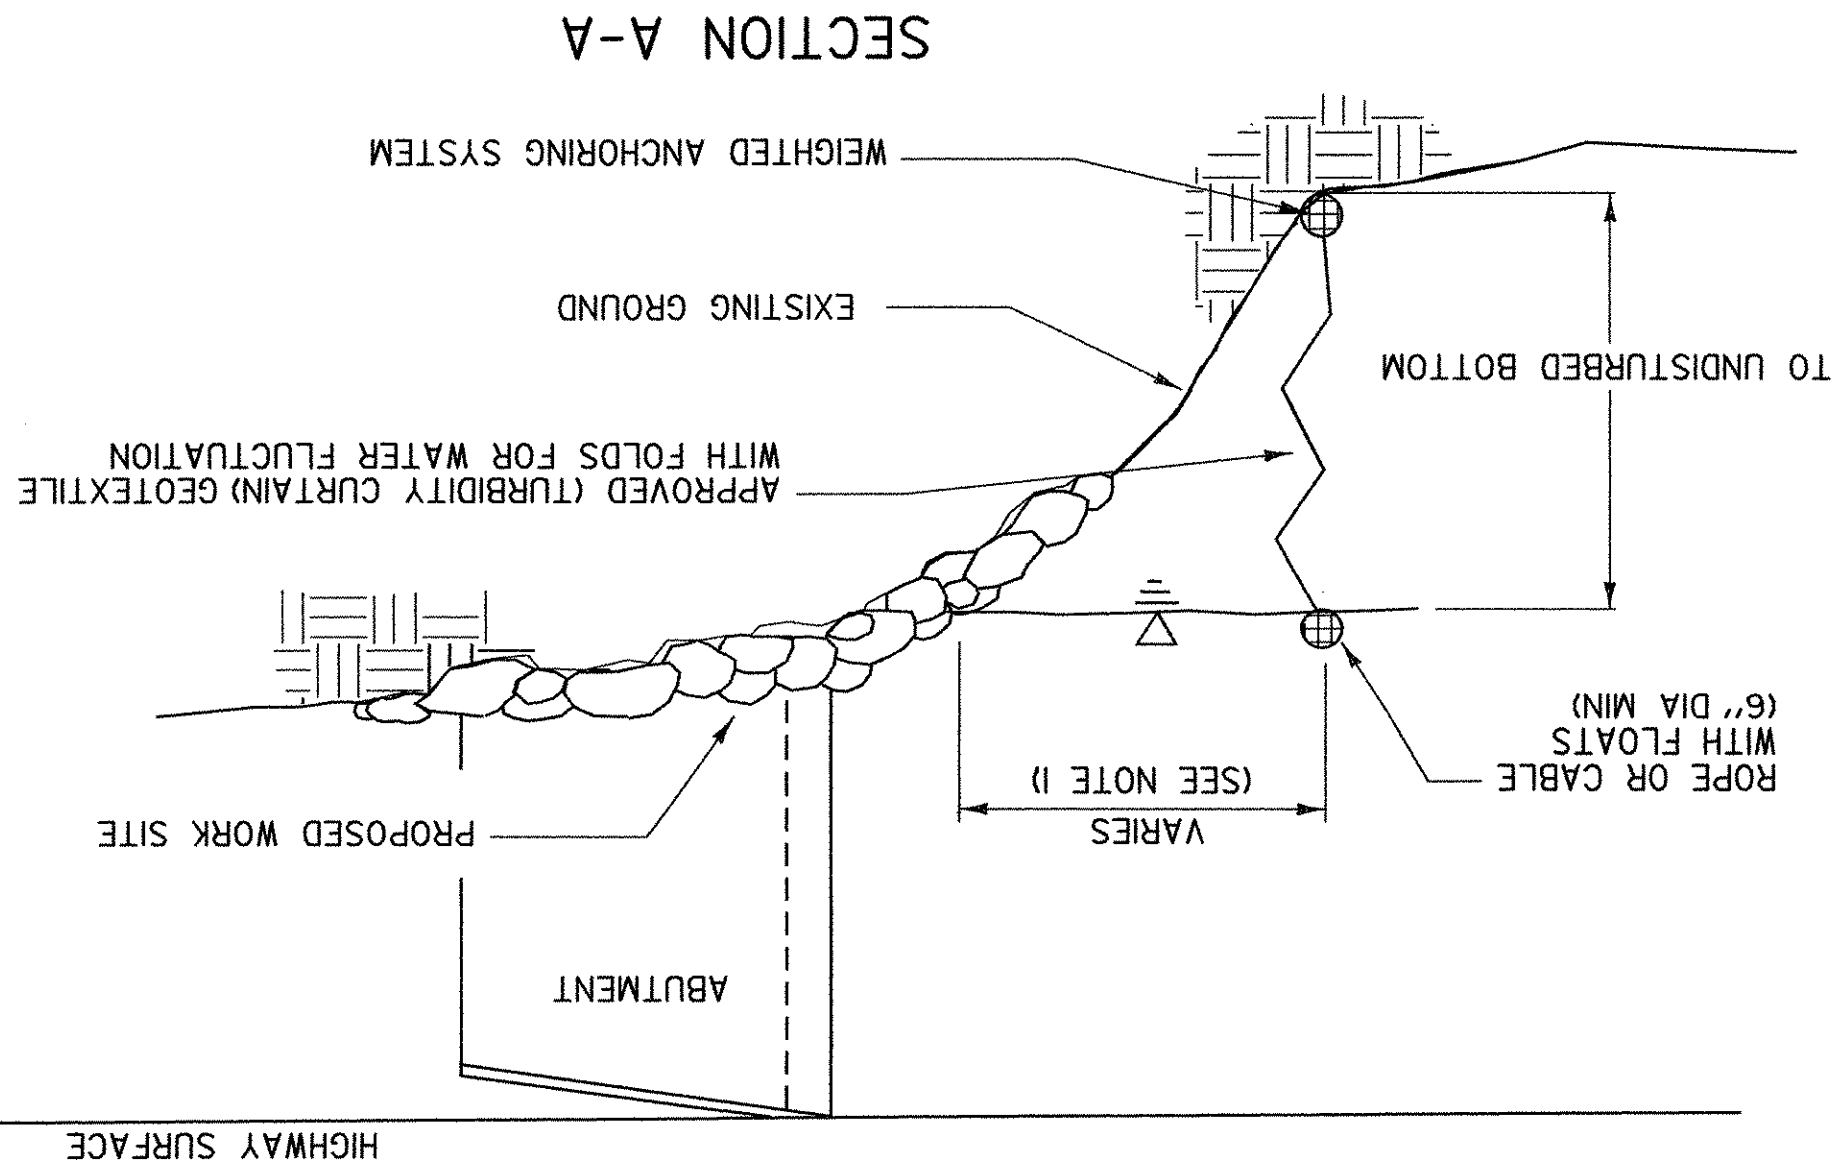 HIGHWAY SURFACE
ABUTMENT
VARIES
(SEE NOTE 1)
PROPOSED WORK SITE
ROPE OR CABLE
WITH FLOATS
(6" DIA MIN)
APPROVED (TURBIDITY CURTAIN) GEOTEXTILE
WITH FOLDS FOR WATER FLUCTUATION
TO UNDISTURBED BOTTOM
EXISTING GROUND
WEIGHTED ANCHORING SYSTEM
SECTION A-A